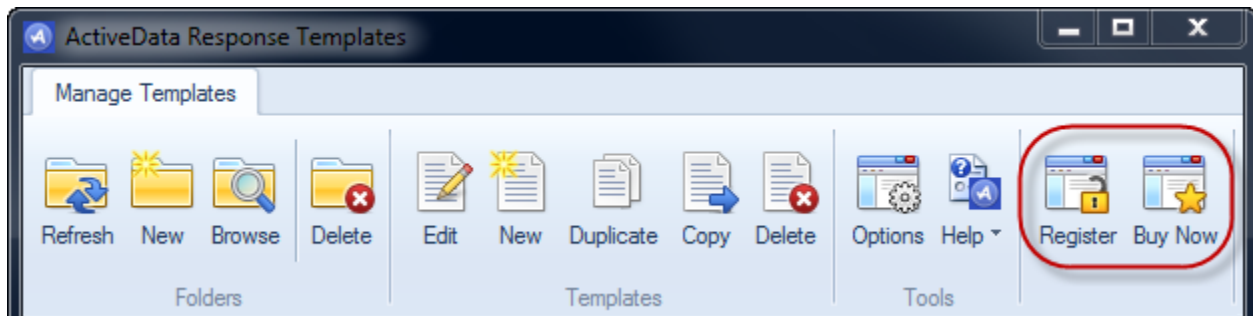 ActiveData Response Templates
Manage Templates
Refresh New Browse Delete Edit New Duplicate Copy Delete Options Help Register Buy Now
Folders Templates Tools